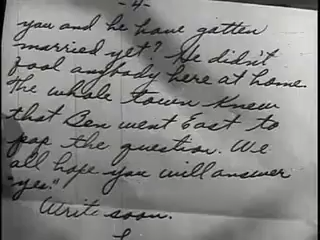 -4-
you and he have gotten
married yet? He didn't
fool anybody here at home.
The whole town knew
that Ben went East to
pop the question. We
all hope you will answer
"yes."
Write soon.